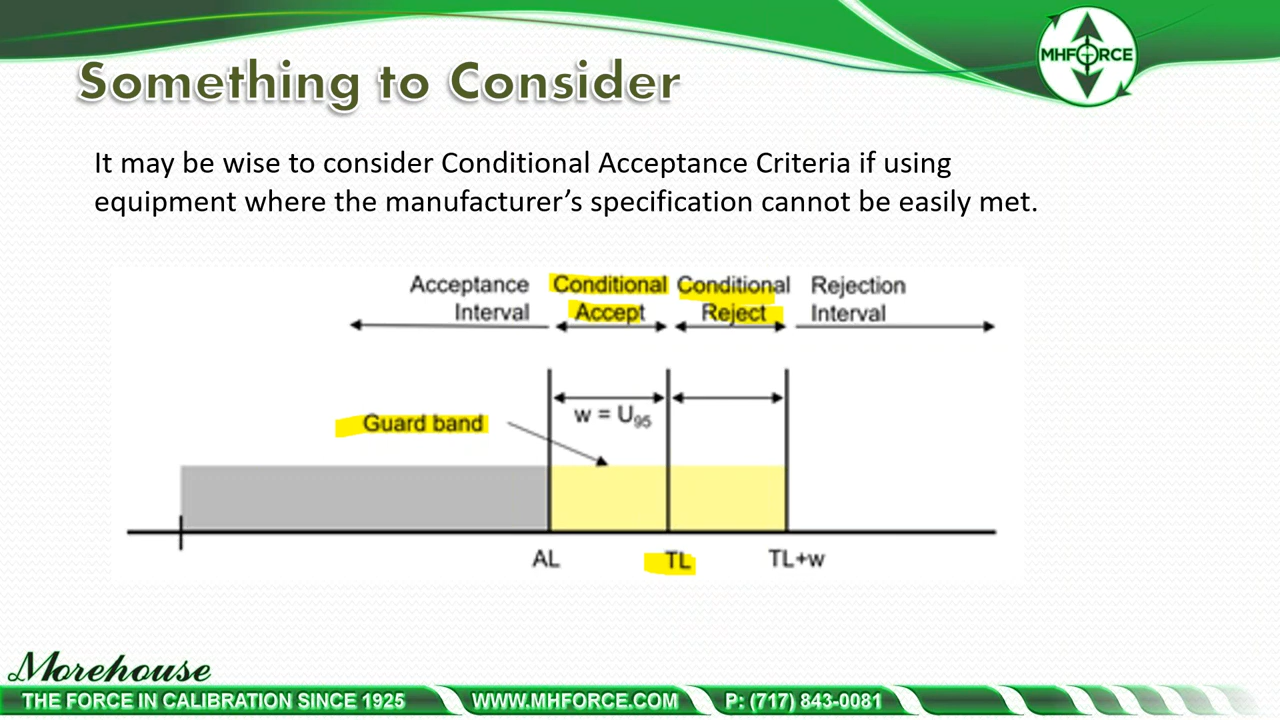 MHFORCE
Something to Consider
It may be wise to consider Conditional Acceptance Criteria if using
equipment where the manufacturer’s specification cannot be easily met.
Acceptance Interval
Conditional Accept
Conditional Reject
Rejection Interval
w = U95
Guard band
AL
TL
TL+w
Morehouse
THE FORCE IN CALIBRATION SINCE 1925
WWW.MHFORCE.COM
P: (717) 843-0081